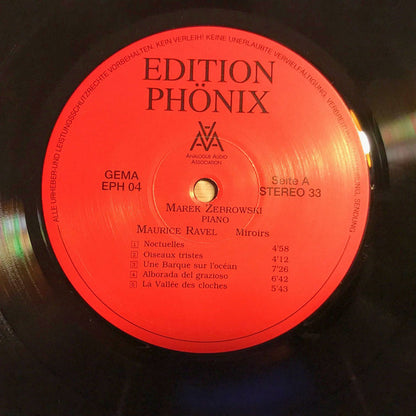 ALLE URHEBER- UND LEISTUNGSSCHUTZRECHTE VORBEHALTEN. KEIN VERLEIH! KEINE UNERLAUBTE VERVIELFÄLTIGUNG, SENDUNG
EDITION
PHÖNIX
ANALOGUE AUDIO
ASSOCIATION
GEMA
EPH 04
Seite A
STEREO 33
MAREK ŻEBROWSKI
PIANO
MAURICE RAVEL Miroirs
1 Noctuelles 4'58
2 Oiseaux tristes 4'12
3 Une Barque sur l'océan 7'26
4 Alborada del grazioso 6'42
5 La Vallée des cloches 5'43